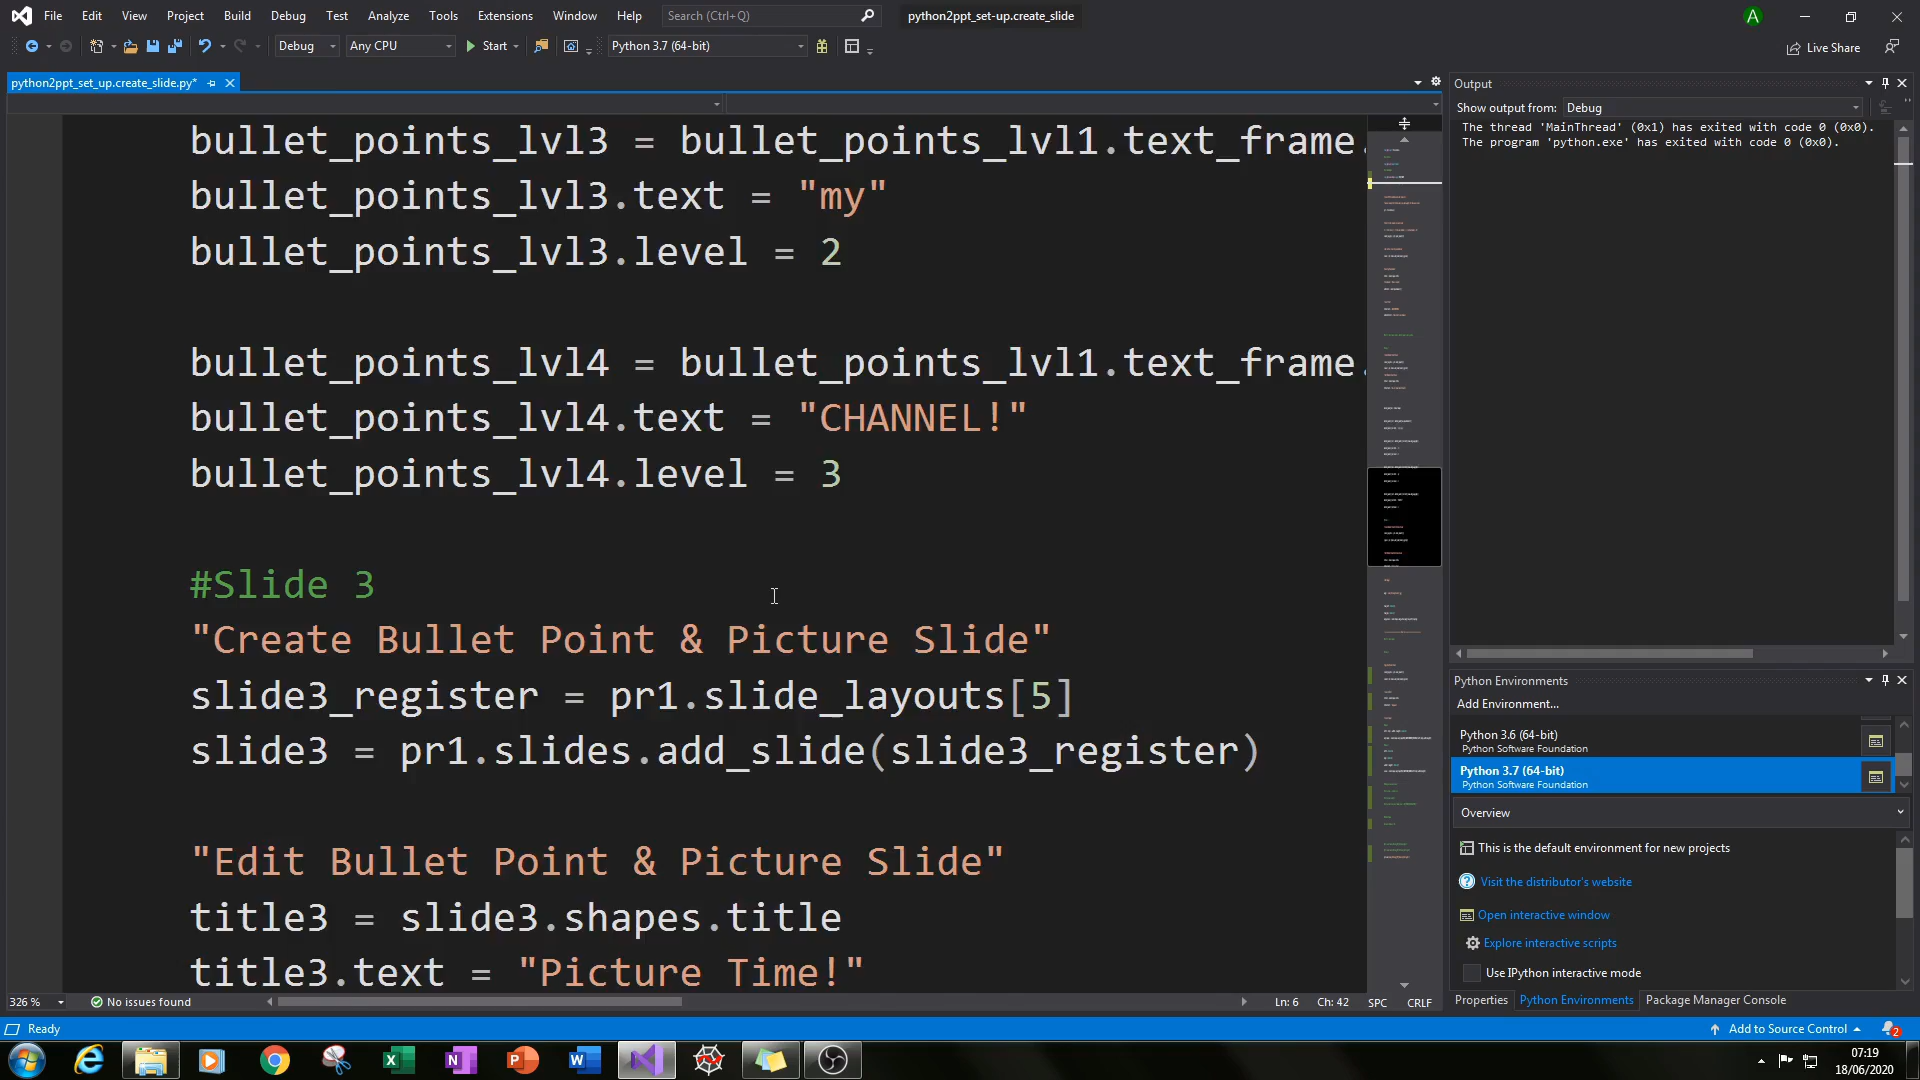 File Edit View Project Build Debug Test Analyze Tools Extensions Window Help Search (Ctrl+Q) python2ppt_set-up.create_slide A
Debug Any CPU Start Python 3.7 (64-bit) Live Share
python2ppt_set_up.create_slide.py*
bullet_points_lvl3 = bullet_points_lvl1.text_frame.
bullet_points_lvl3.text = "my"
bullet_points_lvl3.level = 2
bullet_points_lvl4 = bullet_points_lvl1.text_frame.
bullet_points_lvl4.text = "CHANNEL!"
bullet_points_lvl4.level = 3
#Slide 3
"Create Bullet Point & Picture Slide"
slide3_register = pr1.slide_layouts[5]
slide3 = pr1.slides.add_slide(slide3_register)
"Edit Bullet Point & Picture Slide"
title3 = slide3.shapes.title
title3.text = "Picture Time!"
326 % No issues found Ln: 6 Ch: 42 SPC CRLF
Output
Show output from: Debug
The thread 'MainThread' (0x1) has exited with code 0 (0x0).
The program 'python.exe' has exited with code 0 (0x0).
Python Environments
Add Environment...
Python 3.6 (64-bit)
Python Software Foundation
Python 3.7 (64-bit)
Python Software Foundation
Overview
This is the default environment for new projects
Visit the distributor's website
Open interactive window
Explore interactive scripts
Use IPython interactive mode
Properties Python Environments Package Manager Console
Ready Add to Source Control 2
07:19
18/06/2020